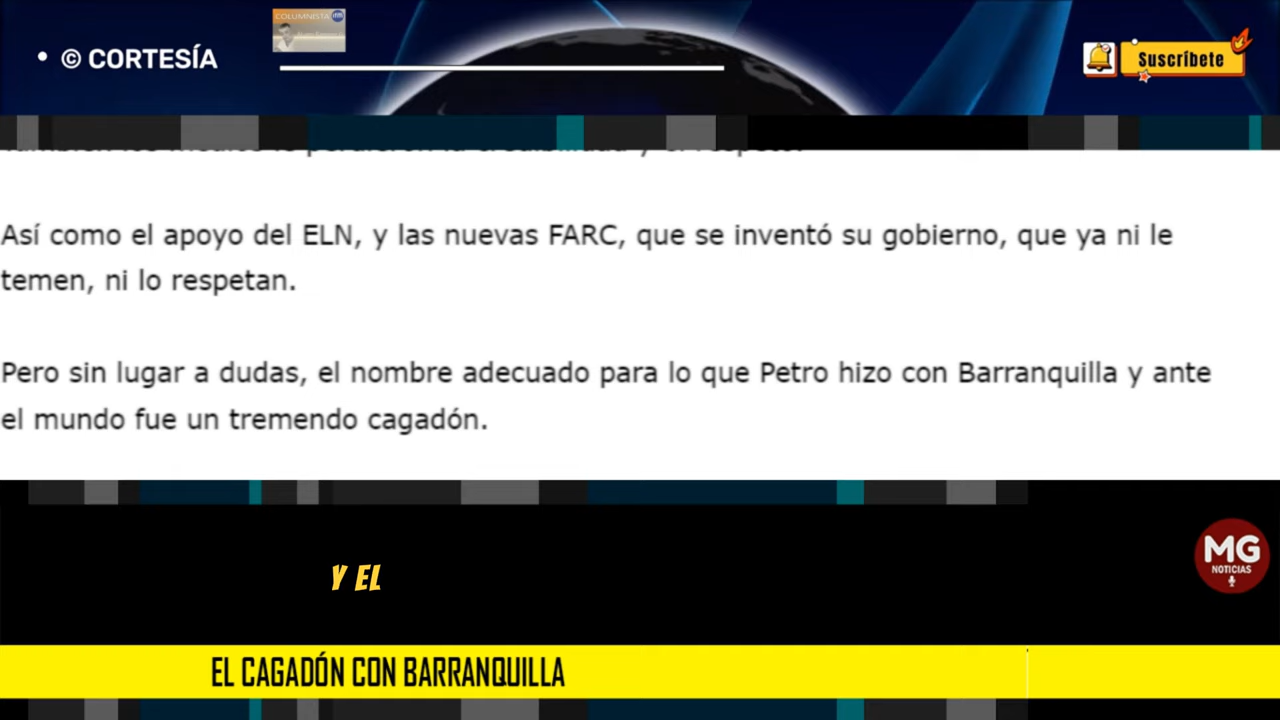 COLUMNISTA
• © CORTESÍA
Suscríbete
Así como el apoyo del ELN, y las nuevas FARC, que se inventó su gobierno, que ya ni le
temen, ni lo respetan.
Pero sin lugar a dudas, el nombre adecuado para lo que Petro hizo con Barranquilla y ante
el mundo fue un tremendo cagadón.
MG
NOTICIAS
Y EL
EL CAGADÓN CON BARRANQUILLA